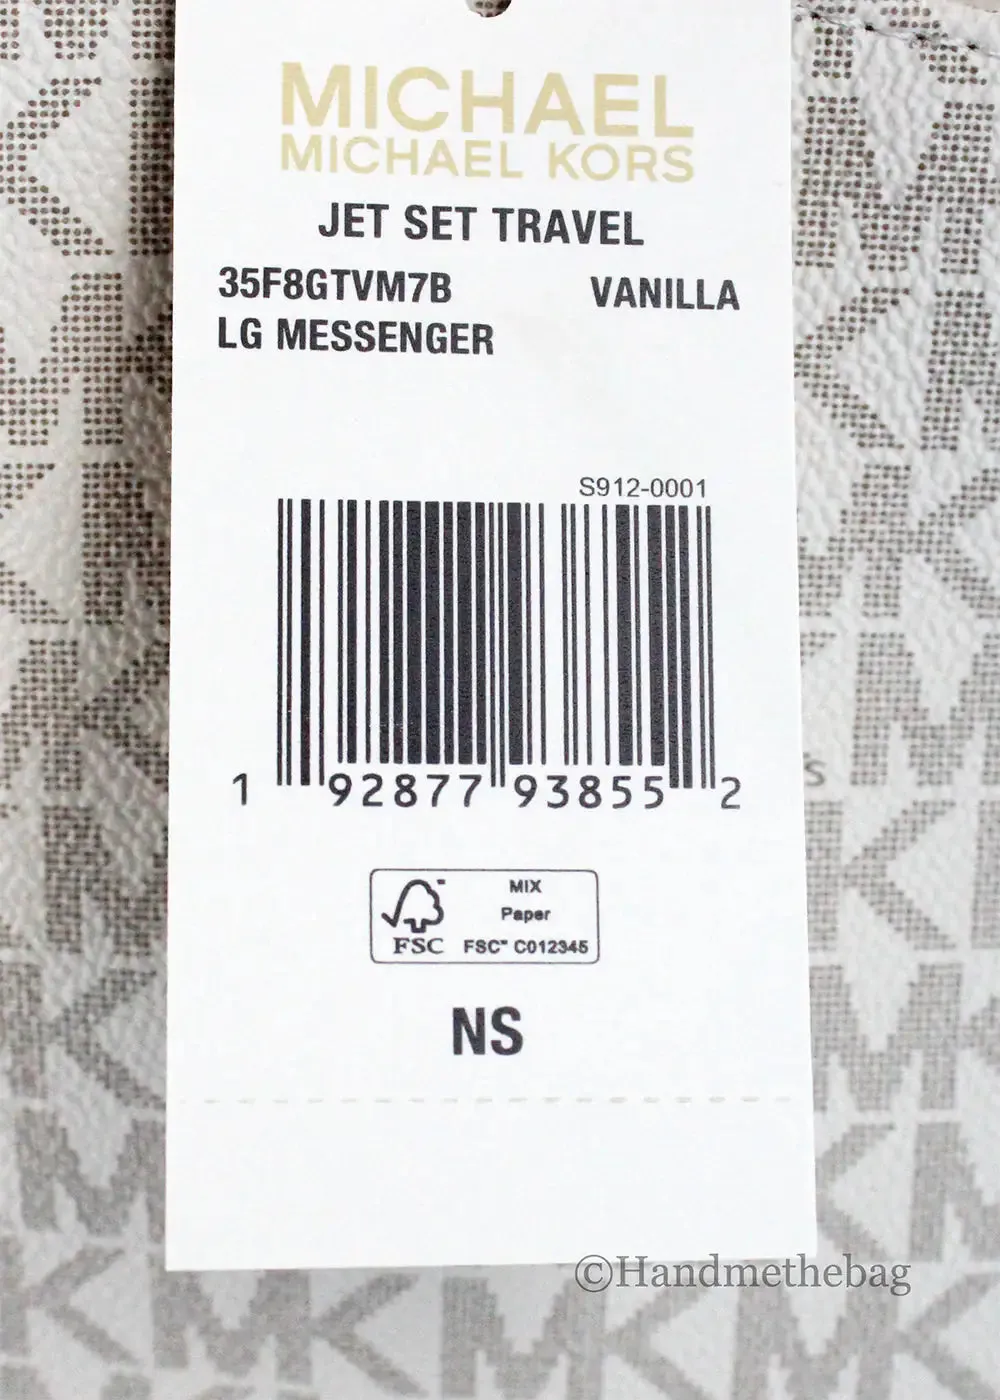 MICHAEL
MICHAEL KORS
JET SET TRAVEL
35F8GTVM7B VANILLA
LG MESSENGER
S912-0001
1 92877 93855 2
MIX
Paper
FSC FSC™ C012345
NS
©Handmethebag